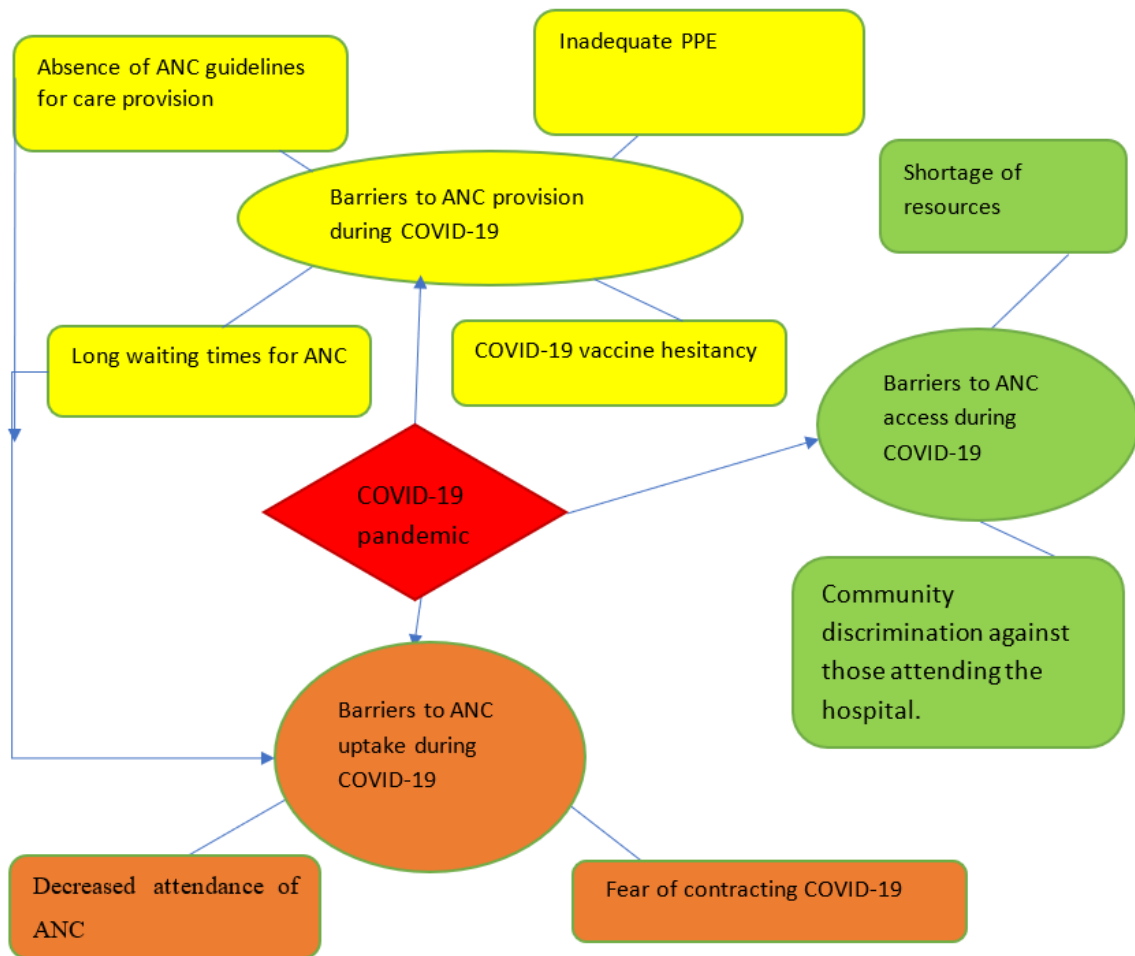 Inadequate PPE
Absence of ANC guidelines
for care provision
Barriers to ANC provision
during COVID-19
Shortage of
resources
Long waiting times for ANC
COVID-19 vaccine hesitancy
Barriers to ANC
access during
COVID-19
COVID-19
pandemic
Community
discrimination against
those attending the
hospital.
Barriers to ANC
uptake during
COVID-19
Decreased attendance of
ANC
Fear of contracting COVID-19